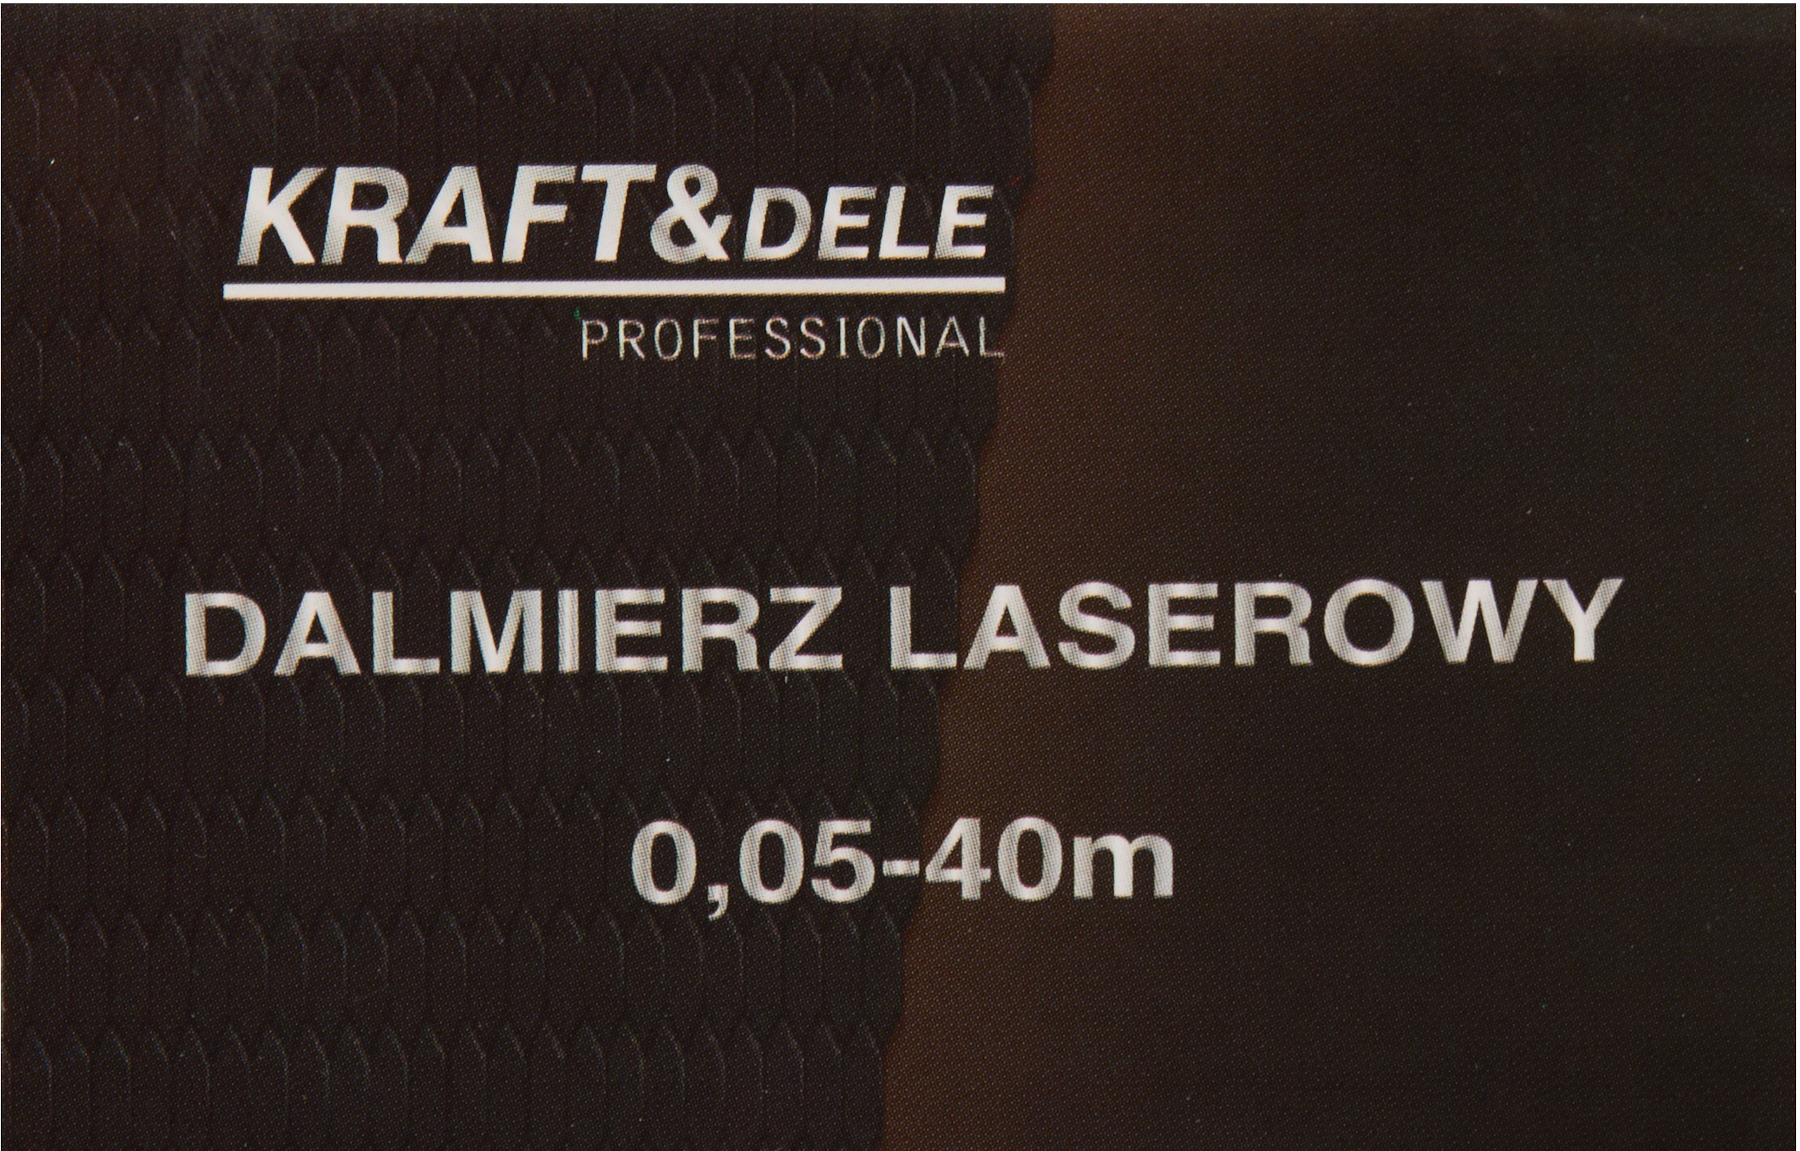 KRAFT&DELE
PROFESSIONAL
DALMIERZ LASEROWY
0,05-40m